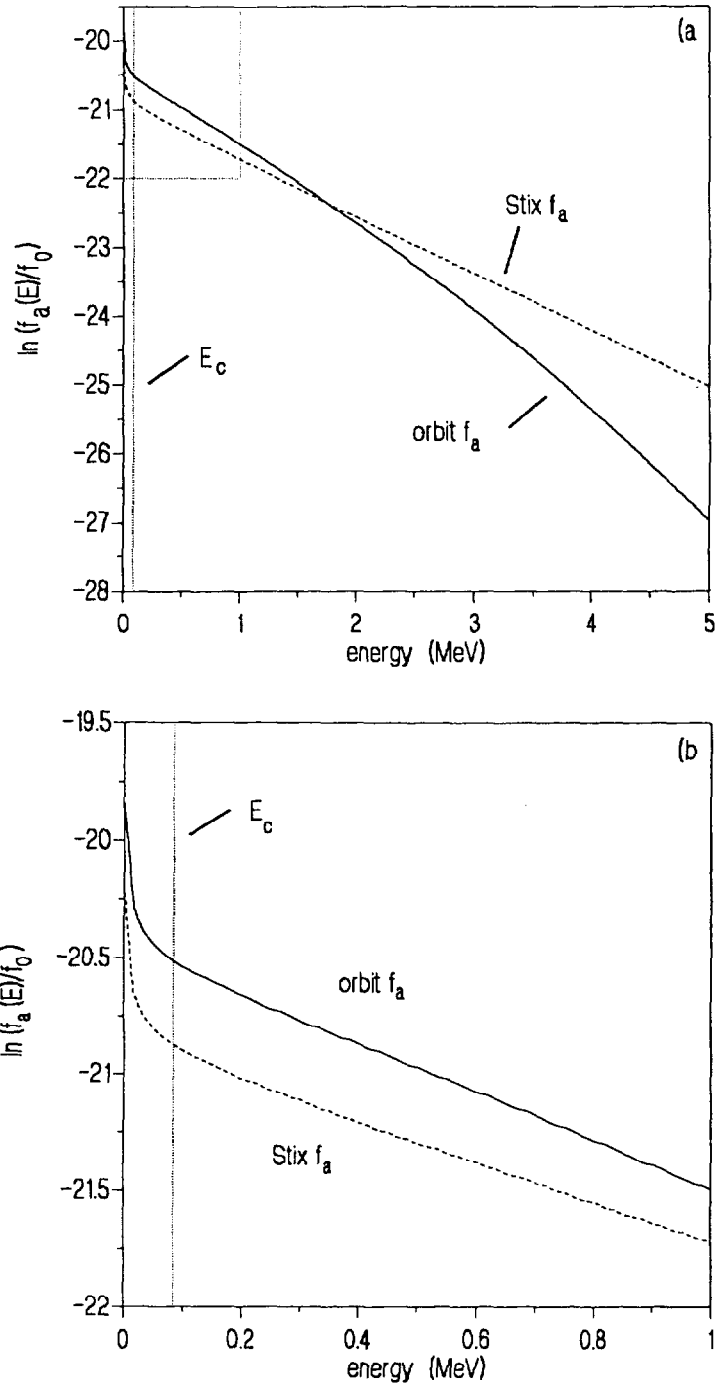 (a
-20
-21
-22
-23
-24
-25
-26
-27
-28
ln (f_a(E)/f_0)
Stix f_a
E_c
orbit f_a
0 1 2 3 4 5
energy (MeV)
(b
-19.5
-20
-20.5
-21
-21.5
-22
ln (f_a(E)/f_0)
E_c
orbit f_a
Stix f_a
0 0.2 0.4 0.6 0.8 1
energy (MeV)